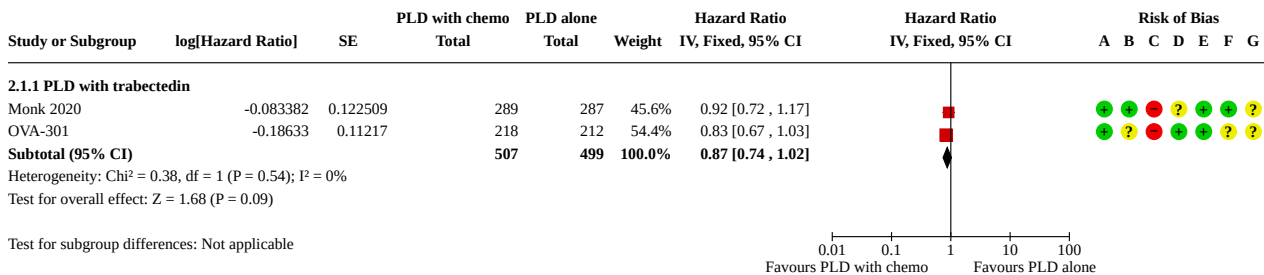 PLD with chemo PLD alone Hazard Ratio Hazard Ratio Risk of Bias
Study or Subgroup log[Hazard Ratio] SE Total Total Weight IV, Fixed, 95% CI IV, Fixed, 95% CI A B C D E F G
2.1.1 PLD with trabectedin
Monk 2020 -0.083382 0.122509 289 287 45.6% 0.92 [0.72 , 1.17] + + − ? + + ?
OVA-301 -0.18633 0.11217 218 212 54.4% 0.83 [0.67 , 1.03] + ? − + + ? ?
Subtotal (95% CI) 507 499 100.0% 0.87 [0.74 , 1.02]
Heterogeneity: Chi² = 0.38, df = 1 (P = 0.54); I² = 0%
Test for overall effect: Z = 1.68 (P = 0.09)
Test for subgroup differences: Not applicable
0.01 0.1 1 10 100
Favours PLD with chemo Favours PLD alone